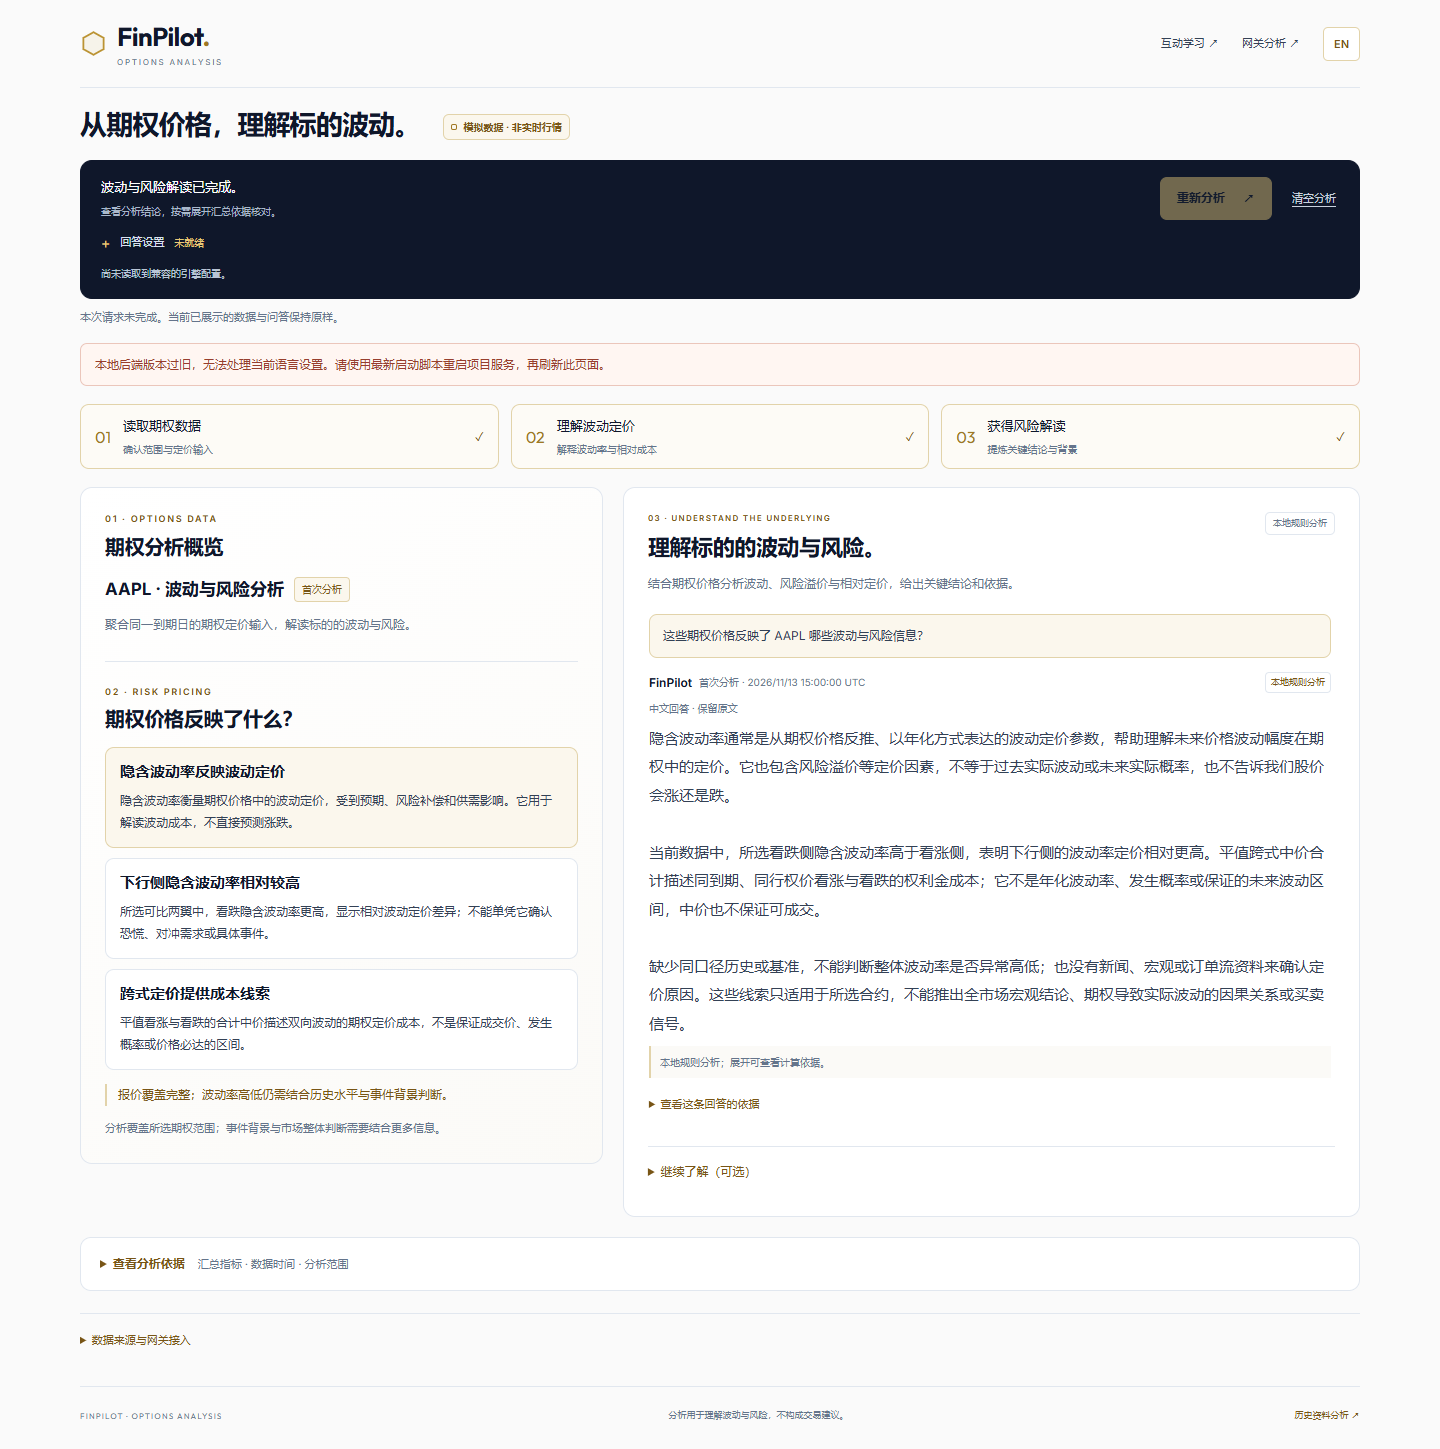 FinPilot.
OPTIONS ANALYSIS
互动学习 ↗
网关分析 ↗
EN
从期权价格，理解标的波动。
模拟数据 · 非实时行情
波动与风险解读已完成。
查看分析结论，按需展开汇总依据核对。
+ 回答设置 未就绪
尚未读取到兼容的引擎配置。
重新分析 ↗
清空分析
本次请求未完成。当前已展示的数据与问答保持原样。
本地后端版本过旧，无法处理当前语言设置。请使用最新启动脚本重启项目服务，再刷新此页面。
01 读取期权数据 ✓
确认范围与定价输入
02 理解波动定价 ✓
解释波动率与相对成本
03 获得风险解读 ✓
提炼关键结论与背景
01 · OPTIONS DATA
期权分析概览
AAPL · 波动与风险分析 首次分析
聚合同一到期日的期权定价输入，解读标的的波动与风险。
02 · RISK PRICING
期权价格反映了什么？
隐含波动率反映波动定价
隐含波动率衡量期权价格中的波动定价，受到预期、风险补偿和供需影响。它用于
解读波动成本，不直接预测涨跌。
下行侧隐含波动率相对较高
所选可比两翼中，看跌隐含波动率更高，显示相对波动定价差异；不能单凭它确认
恐慌、对冲需求或具体事件。
跨式定价提供成本线索
平值看涨与看跌的合计中价描述双向波动的期权定价成本，不是保证成交价、发生
概率或价格必达的区间。
报价覆盖完整；波动率高低仍需结合历史水平与事件背景判断。
分析覆盖所选期权范围；事件背景与市场整体判断需要结合更多信息。
03 · UNDERSTAND THE UNDERLYING
本地规则分析
理解标的的波动与风险。
结合期权价格分析波动、风险溢价与相对定价，给出关键结论和依据。
这些期权价格反映了 AAPL 哪些波动与风险信息？
FinPilot 首次分析 · 2026/11/13 15:00:00 UTC
本地规则分析
中文回答 · 保留原文
隐含波动率通常是从期权价格反推、以年化方式表达的波动定价参数，帮助理解未来价格波动幅度在期
权中的定价。它也包含风险溢价等定价因素，不等于过去实际波动或未来实际概率，也不告诉我们股价
会涨还是跌。
当前数据中，所选看跌侧隐含波动率高于看涨侧，表明下行侧的波动率定价相对更高。平值跨式中价合
计描述同到期、同行权价看涨与看跌的权利金成本；它不是年化波动率、发生概率或保证的未来波动区
间，中价也不保证可成交。
缺少同口径历史或基准，不能判断整体波动率是否异常高低；也没有新闻、宏观或订单流资料来确认定
价原因。这些线索只适用于所选合约，不能推出全市场宏观结论、期权导致实际波动的因果关系或买卖
信号。
本地规则分析；展开可查看计算依据。
▶ 查看这条回答的依据
▶ 继续了解（可选）
▶ 查看分析依据 汇总指标 · 数据时间 · 分析范围
▶ 数据来源与网关接入
FINPILOT · OPTIONS ANALYSIS
分析用于理解波动与风险，不构成交易建议。
历史资料分析 ↗